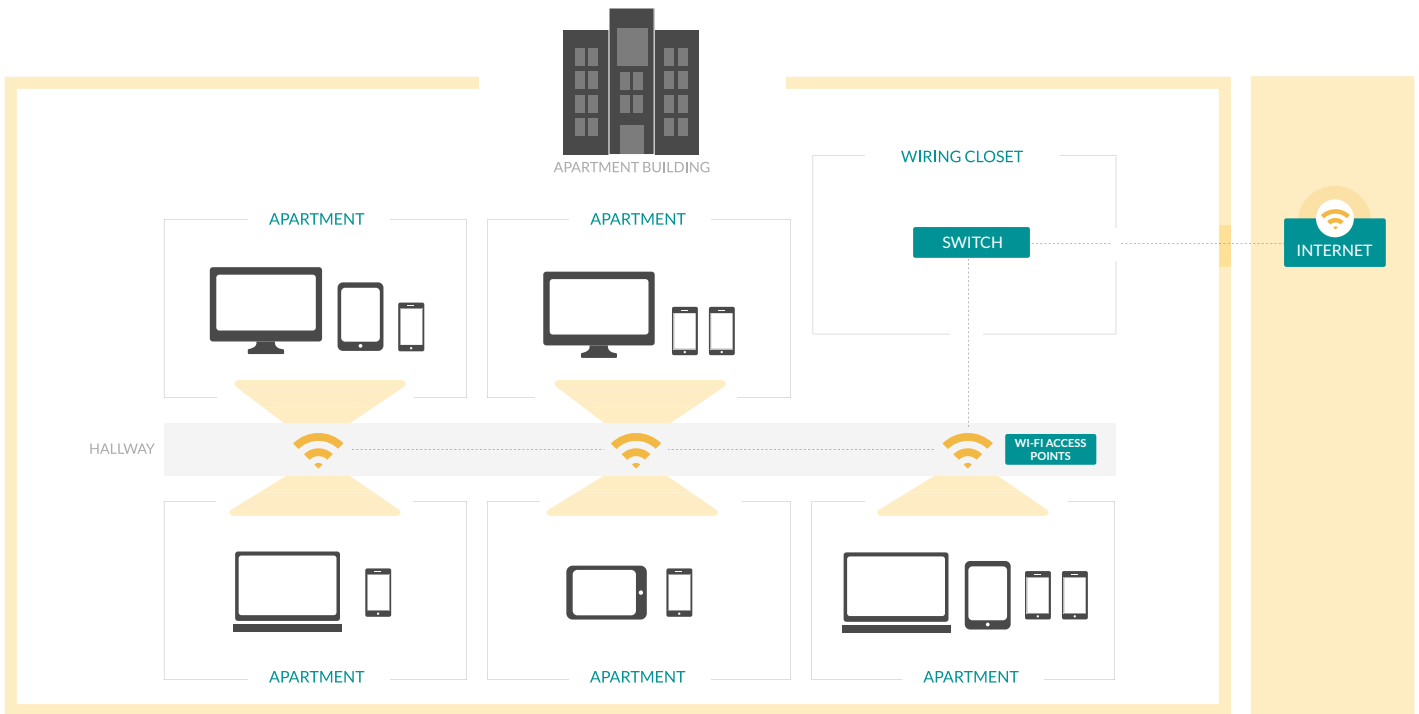 APARTMENT BUILDING
WIRING CLOSET
APARTMENT
APARTMENT
SWITCH
INTERNET
HALLWAY
WI-FI ACCESS
POINTS
APARTMENT
APARTMENT
APARTMENT